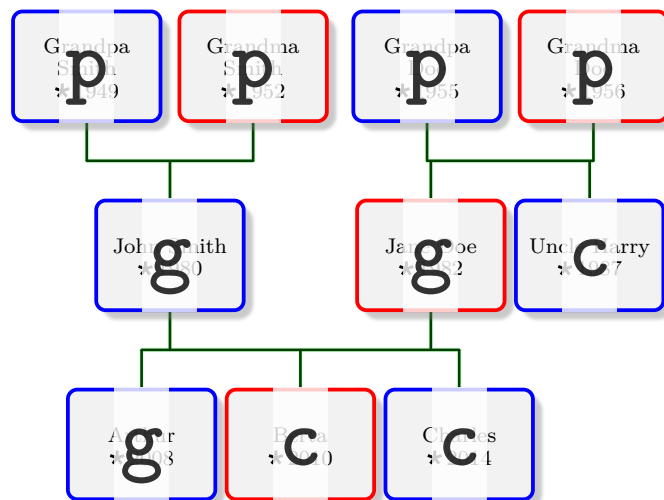 Grandpa
Smith
*1949
p
Grandma
Smith
*1952
p
Grandpa
Doe
*1955
p
Grandma
Doe
*1956
p
John Smith
*1980
g
Jane Doe
*1982
g
Uncle Harry
*1987
c
Arthur
*2008
g
Berta
*2010
c
Charles
*2014
c